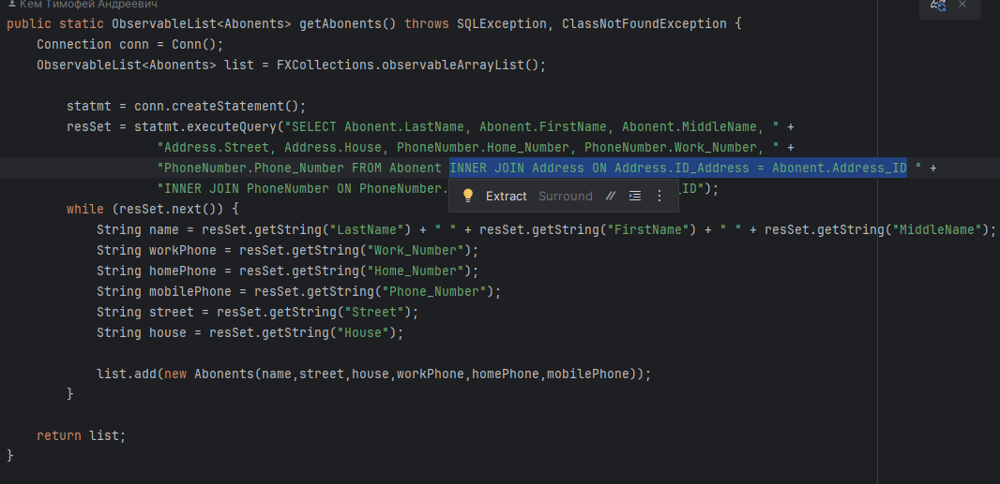 Кем Тимофей Андреевич
public static ObservableList<Abonents> getAbonents() throws SQLException, ClassNotFoundException {
Connection conn = Conn();
ObservableList<Abonents> list = FXCollections.observableArrayList();
statmt = conn.createStatement();
resSet = statmt.executeQuery("SELECT Abonent.LastName, Abonent.FirstName, Abonent.MiddleName, " +
"Address.Street, Address.House, PhoneNumber.Home_Number, PhoneNumber.Work_Number, " +
"PhoneNumber.Phone_Number FROM Abonent INNER JOIN Address ON Address.ID_Address = Abonent.Address_ID " +
"INNER JOIN PhoneNumber ON PhoneNumber. _ID");
Extract Surround
while (resSet.next()) {
String name = resSet.getString("LastName") + " " + resSet.getString("FirstName") + " " + resSet.getString("MiddleName");
String workPhone = resSet.getString("Work_Number");
String homePhone = resSet.getString("Home_Number");
String mobilePhone = resSet.getString("Phone_Number");
String street = resSet.getString("Street");
String house = resSet.getString("House");
list.add(new Abonents(name,street,house,workPhone,homePhone,mobilePhone));
}
return list;
}